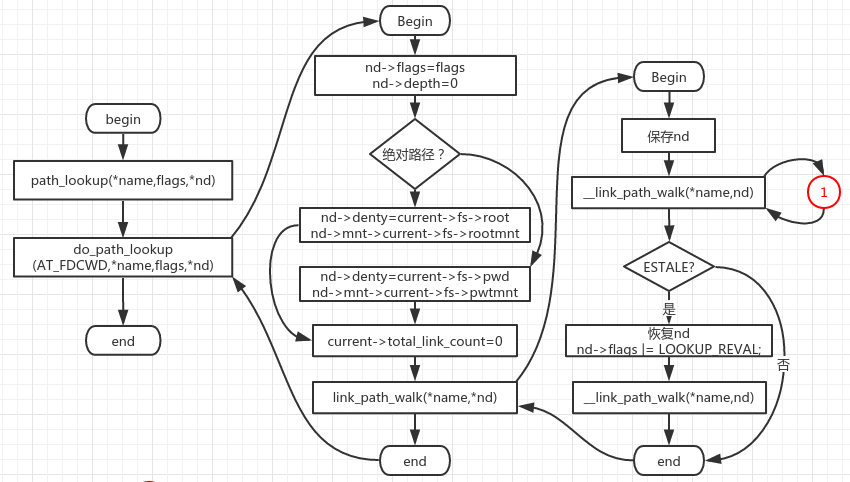 begin
path_lookup(*name,flags,*nd)
do_path_lookup
(AT_FDCWD,*name,flags,*nd)
end
Begin
nd->flags=flags
nd->depth=0
绝对路径？
nd->denty=current->fs->root
nd->mnt->current->fs->rootmnt
nd->denty=current->fs->pwd
nd->mnt->current->fs->pwtmnt
current->total_link_count=0
link_path_walk(*name,*nd)
end
Begin
保存nd
__link_path_walk(*name,nd)
1
ESTALE?
是
否
恢复nd
nd->flags |= LOOKUP_REVAL;
__link_path_walk(*name,nd)
end